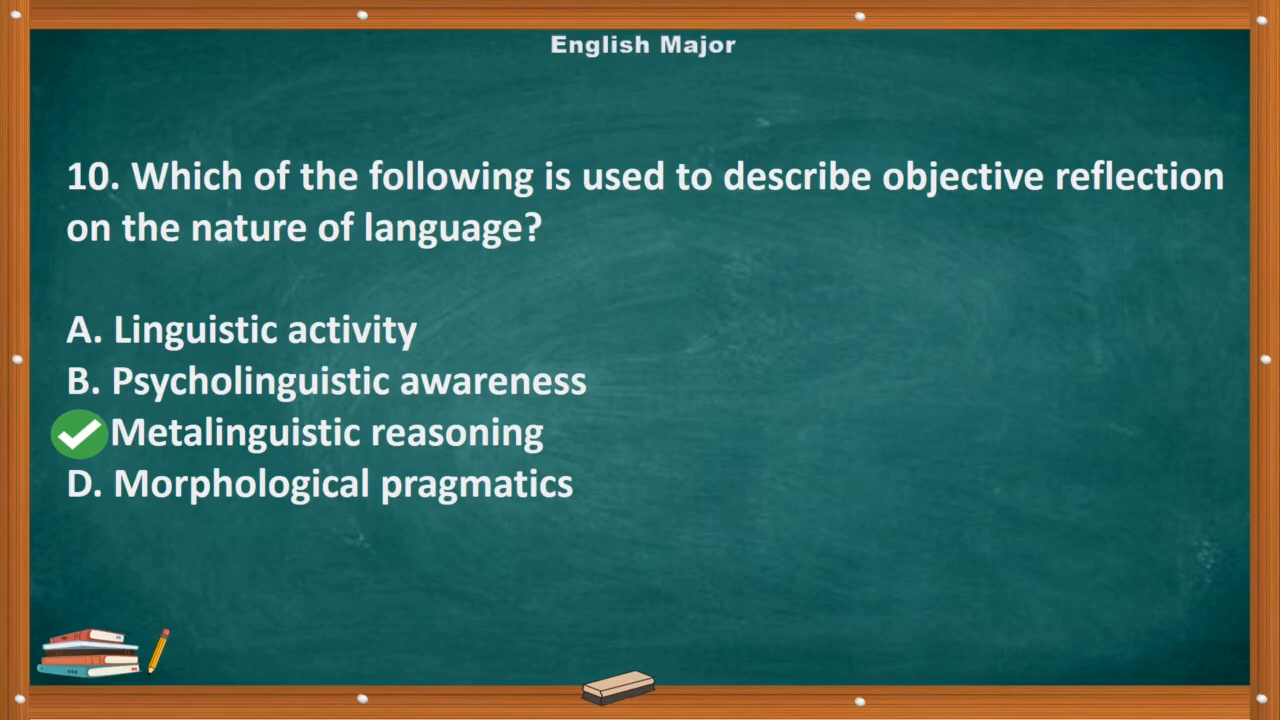 English Major
10. Which of the following is used to describe objective reflection
on the nature of language?
A. Linguistic activity
B. Psycholinguistic awareness
Metalinguistic reasoning
D. Morphological pragmatics